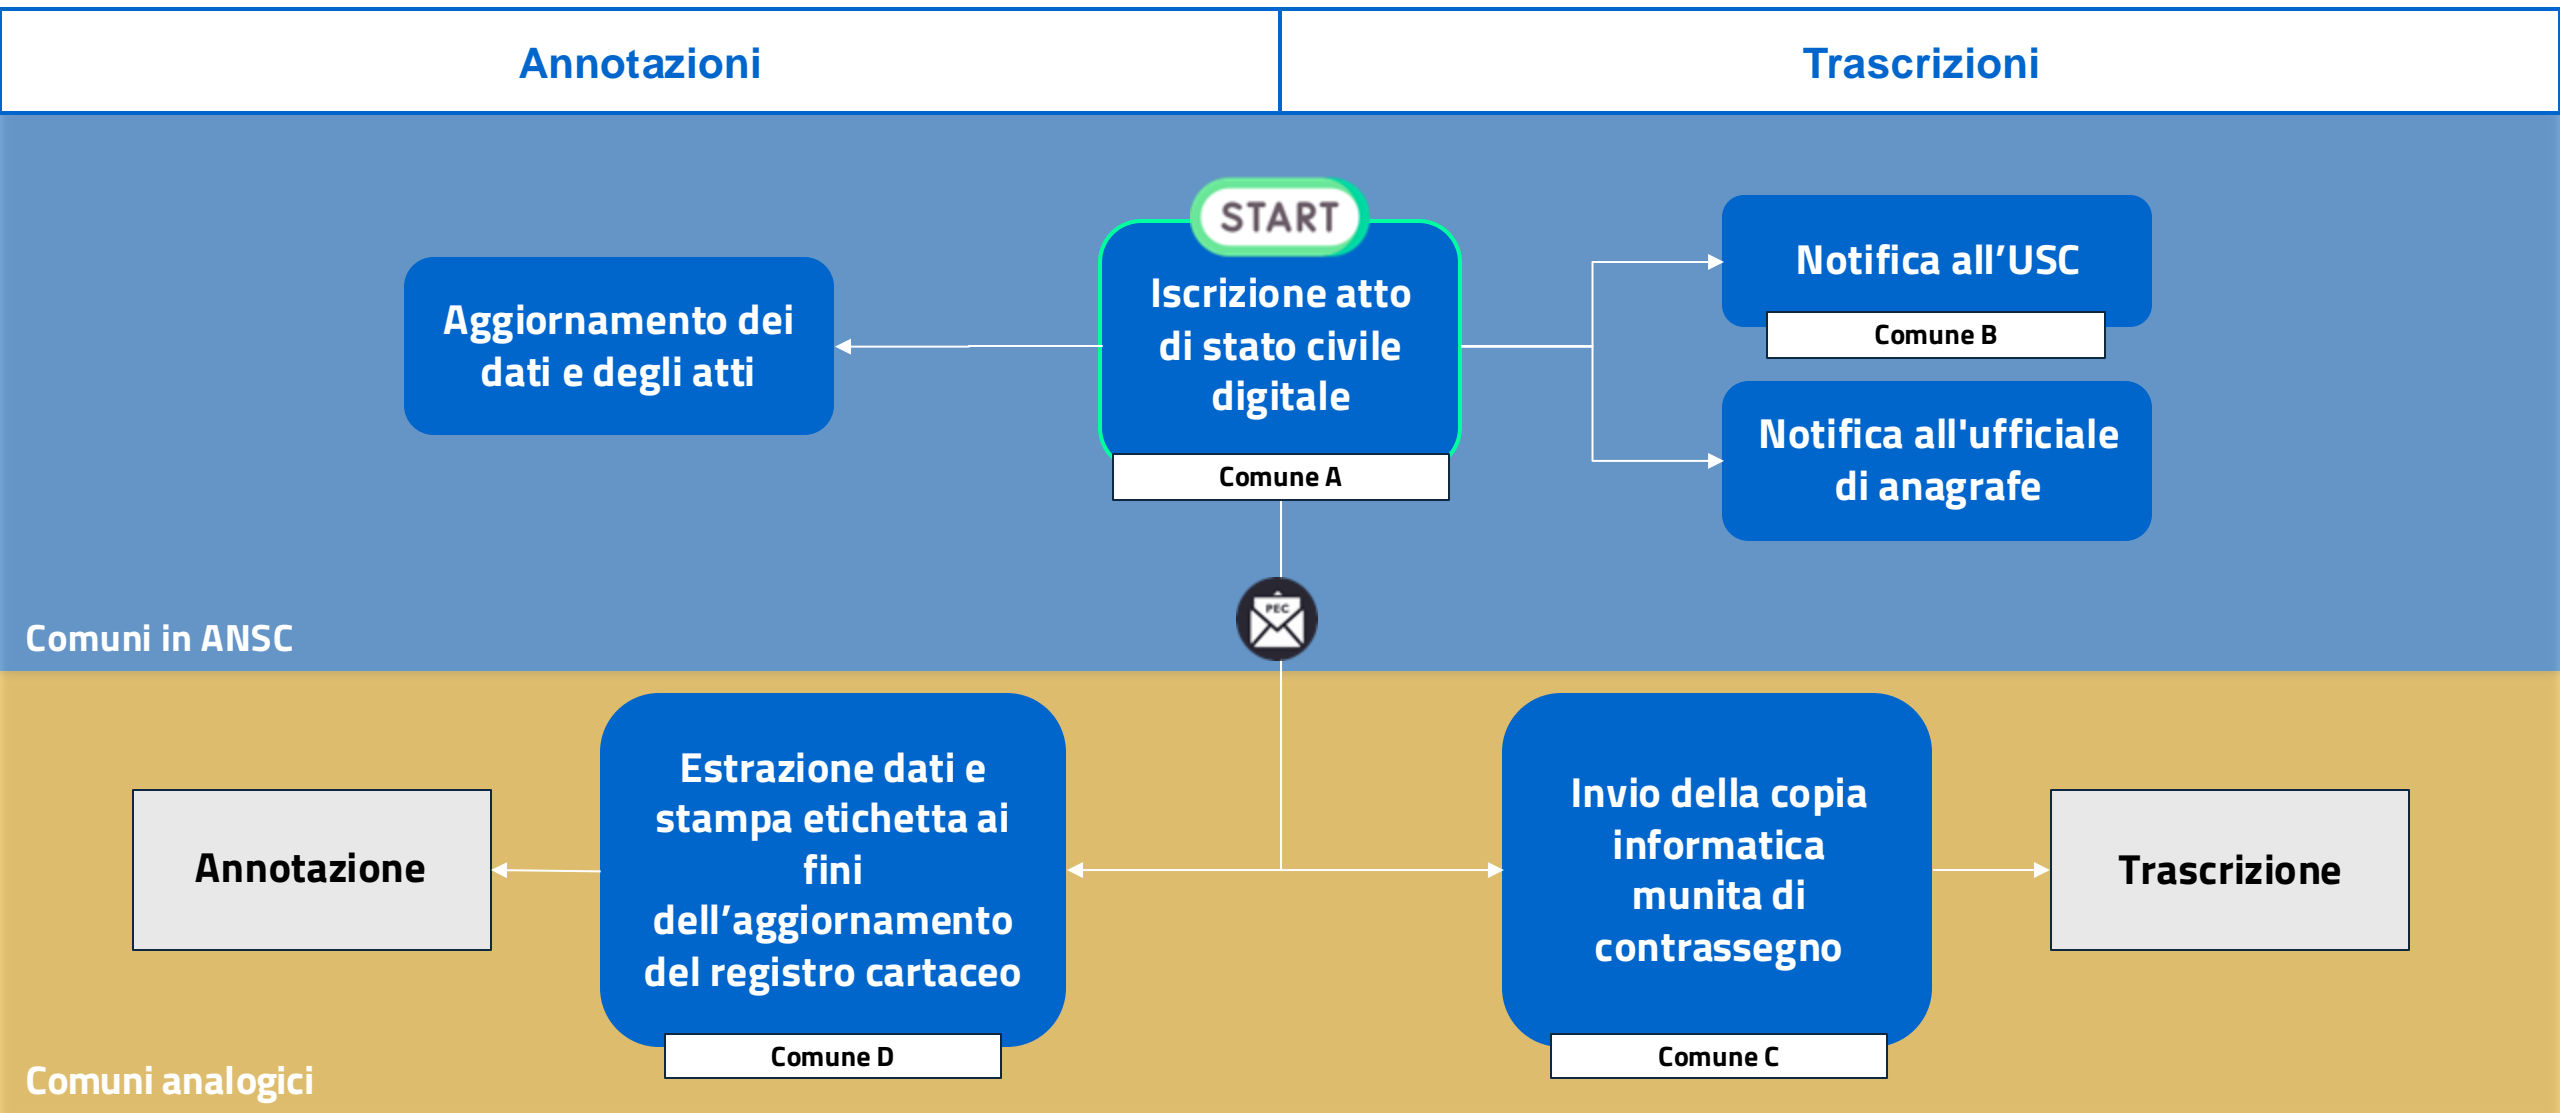 Annotazioni
Trascrizioni
START
Iscrizione atto
di stato civile
digitale
Comune A
Aggiornamento dei
dati e degli atti
Notifica all’USC
Comune B
Notifica all'ufficiale
di anagrafe
PEC
Comuni in ANSC
Annotazione
Estrazione dati e
stampa etichetta ai
fini
dell’aggiornamento
del registro cartaceo
Comune D
Invio della copia
informatica
munita di
contrassegno
Comune C
Trascrizione
Comuni analogici